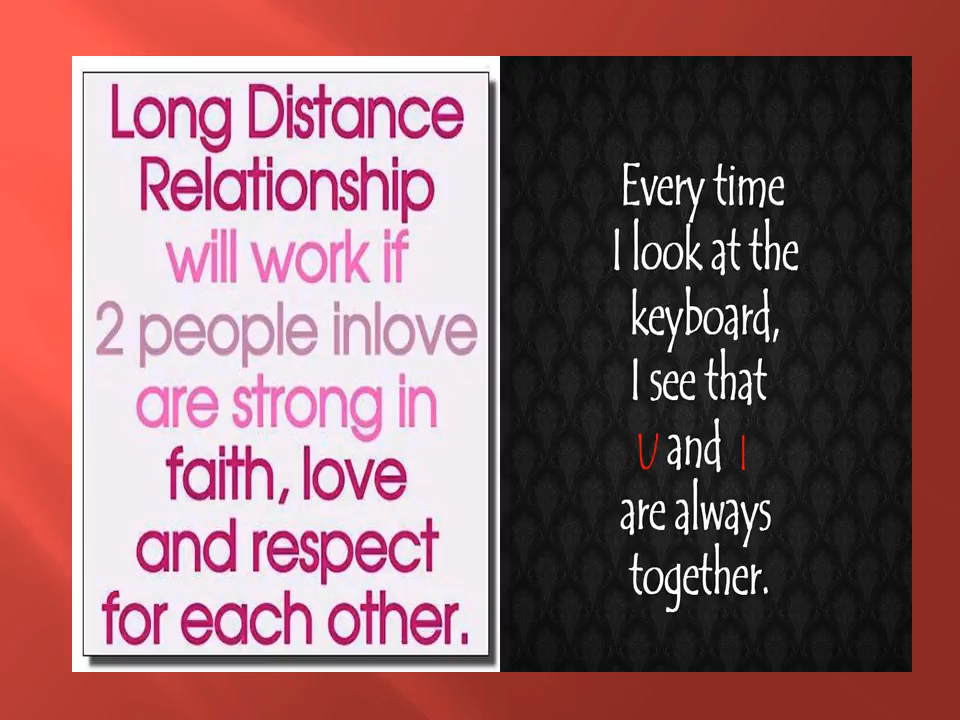 Long Distance
Relationship
will work if
2 people inlove
are strong in
faith, love
and respect
for each other.
Every time
I look at the
keyboard,
I see that
U and I
are always
together.